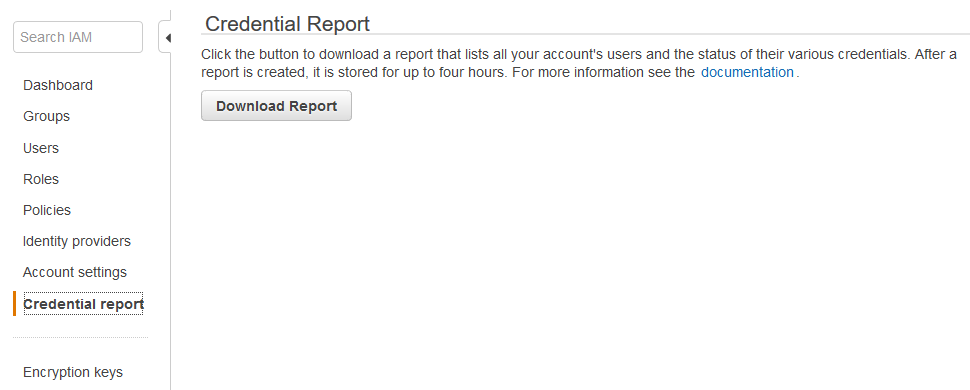 Search IAM
Dashboard
Groups
Users
Roles
Policies
Identity providers
Account settings
Credential report
Encryption keys
Credential Report
Click the button to download a report that lists all your account's users and the status of their various credentials. After a
report is created, it is stored for up to four hours. For more information see the documentation.
Download Report